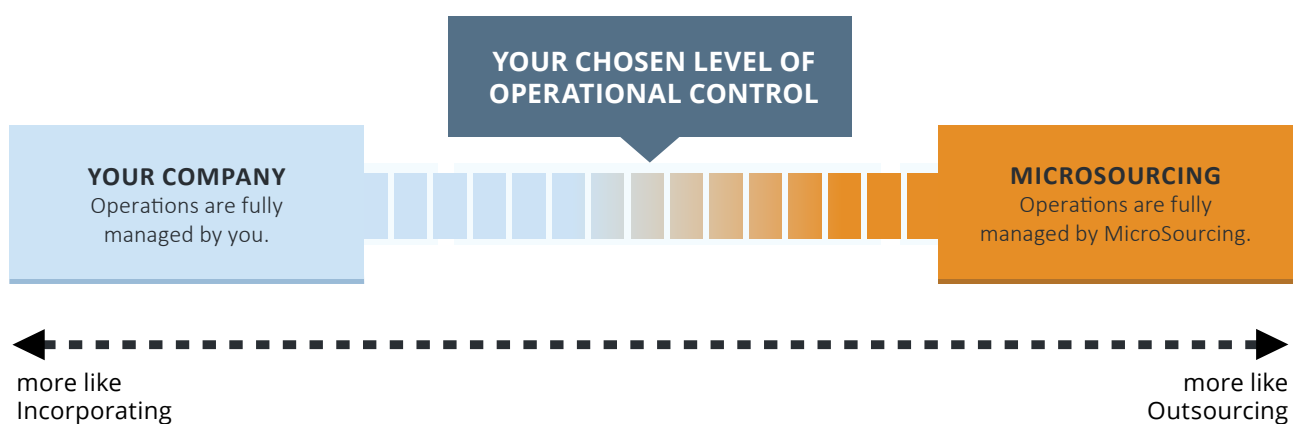 YOUR CHOSEN LEVEL OF
OPERATIONAL CONTROL
YOUR COMPANY
Operations are fully
managed by you.
MICROSOURCING
Operations are fully
managed by MicroSourcing.
more like
Incorporating
more like
Outsourcing